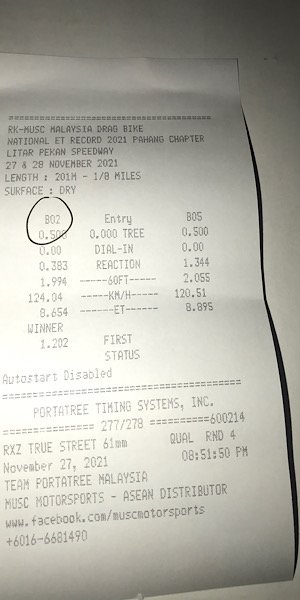 ======================================
RK-MUSC MALAYSIA DRAG BIKE
NATIONAL ET RECORD 2021 PAHANG CHAPTER
LITAR PEKAN SPEEDWAY
27 & 28 NOVEMBER 2021
LENGTH : 201M - 1/8 MILES
SURFACE : DRY
B02 Entry B05
0.500 0.000 TREE 0.500
0.00 DIAL-IN 0.00
0.383 REACTION 1.344
1.994 -----60FT----- 2.055
124.04 -----KM/H----- 120.51
8.654 ------ET------ 8.895
WINNER
1.202 FIRST
STATUS
Autostart Disabled
======================================
PORTATREE TIMING SYSTEMS, INC.
=============== 277/278 ==========600214
RXZ TRUE STREET 61mm QUAL RND 4
November 27, 2021 08:51:50 PM
TEAM PORTATREE MALAYSIA
MUSC MOTORSPORTS - ASEAN DISTRIBUTOR
www.facebook.com/muscmotorsports
+6016-6681490